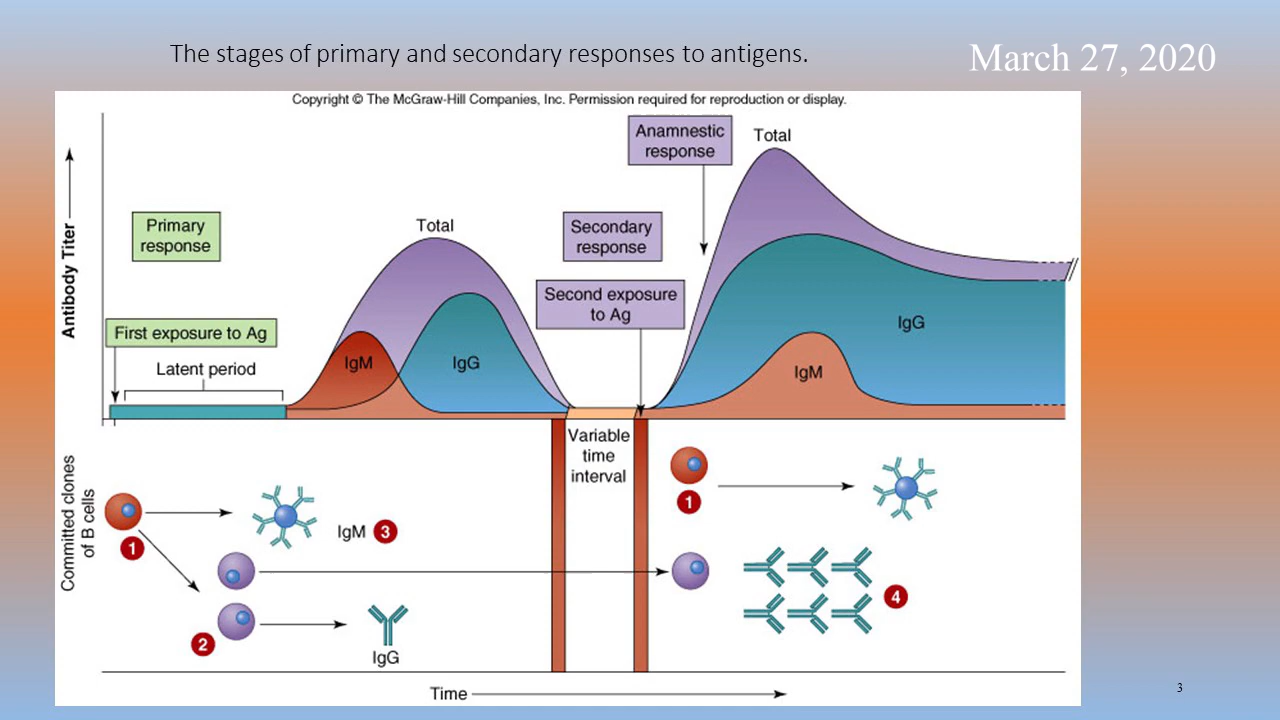 The stages of primary and secondary responses to antigens.
March 27, 2020
Copyright © The McGraw-Hill Companies, Inc. Permission required for reproduction or display.
Anamnestic
response
Total
Primary
response
Total
Secondary
response
Antibody Titer
First exposure to Ag
Second exposure
to Ag
Latent period
IgM
IgG
IgG
IgM
Variable
time
interval
Committed clones
of B cells
1
1
IgM 3
2
4
IgG
Time
3